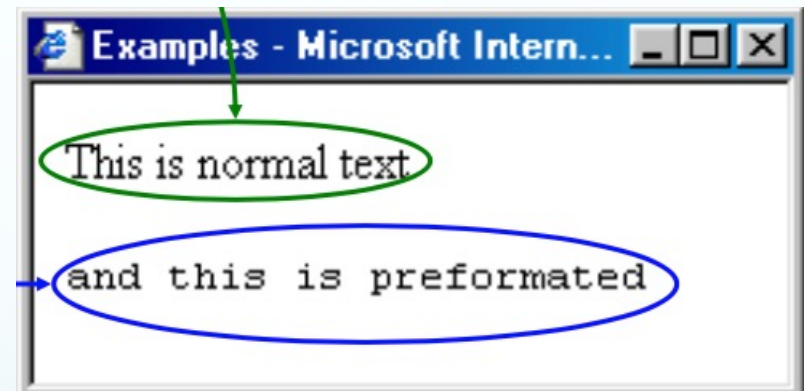 Examples - Microsoft Intern...
This is normal text
and this is preformated